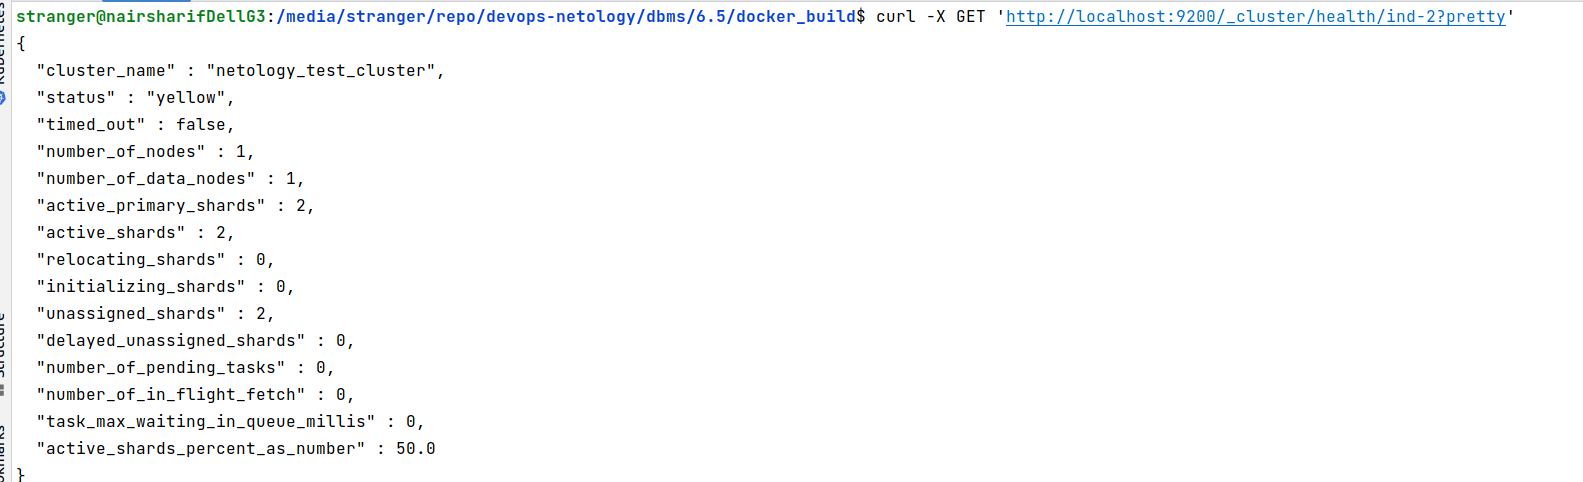 stranger@nairsharifDellG3:/media/stranger/repo/devops-netology/dbms/6.5/docker_build$ curl -X GET 'http://localhost:9200/_cluster/health/ind-2?pretty'
{
  "cluster_name" : "netology_test_cluster",
  "status" : "yellow",
  "timed_out" : false,
  "number_of_nodes" : 1,
  "number_of_data_nodes" : 1,
  "active_primary_shards" : 2,
  "active_shards" : 2,
  "relocating_shards" : 0,
  "initializing_shards" : 0,
  "unassigned_shards" : 2,
  "delayed_unassigned_shards" : 0,
  "number_of_pending_tasks" : 0,
  "number_of_in_flight_fetch" : 0,
  "task_max_waiting_in_queue_millis" : 0,
  "active_shards_percent_as_number" : 50.0
}